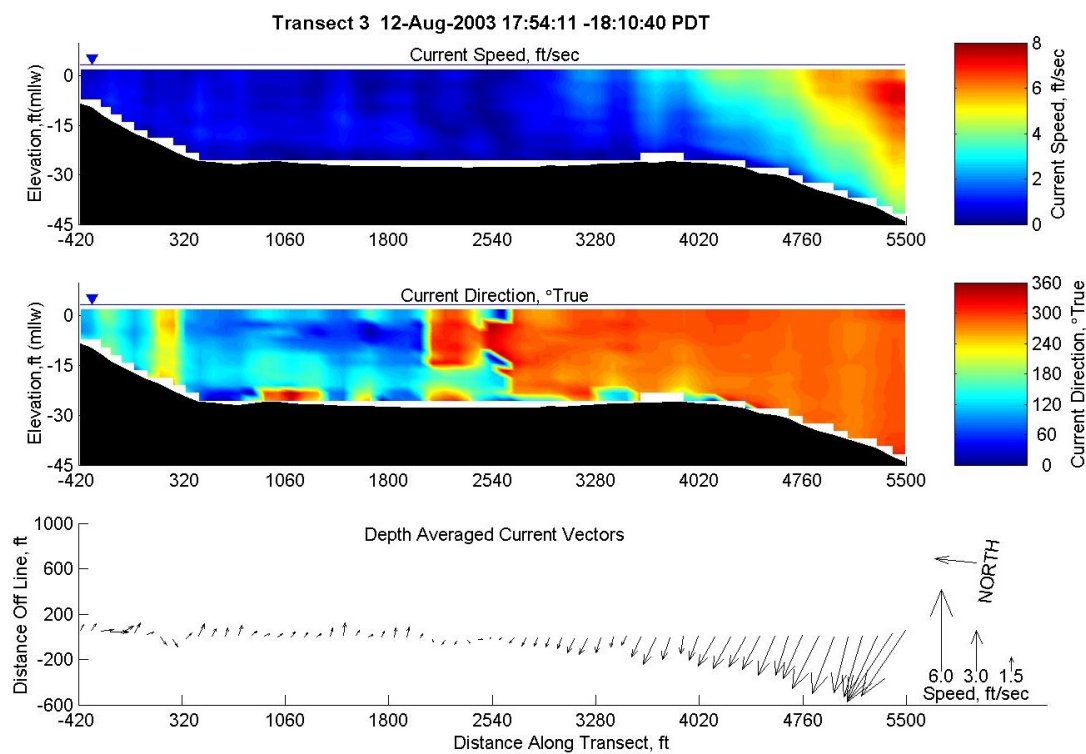 Transect 3 12-Aug-2003 17:54:11 -18:10:40 PDT
Current Speed, ft/sec
Elevation,ft(mllw)
0
-15
-30
-45
-420 320 1060 1800 2540 3280 4020 4760 5500
8
6
4
2
0
Current Speed, ft/sec
Current Direction, °True
Elevation,ft (mllw)
0
-15
-30
-45
-420 320 1060 1800 2540 3280 4020 4760 5500
360
300
240
180
120
60
0
Current Direction, °True
Depth Averaged Current Vectors
Distance Off Line, ft
1000
600
200
-200
-600
-420 320 1060 1800 2540 3280 4020 4760 5500
Distance Along Transect, ft
NORTH
6.0 3.0 1.5
Speed, ft/sec